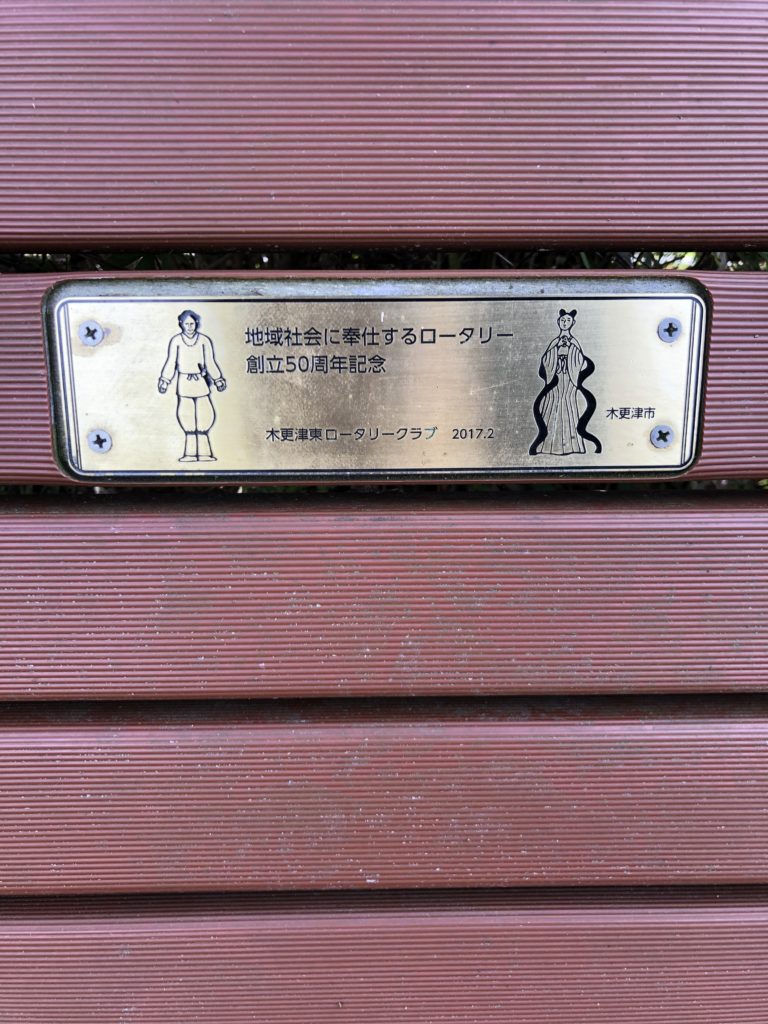 地域社会に奉仕するロータリー
創立50周年記念
木更津東ロータリークラブ 2017.2
木更津市